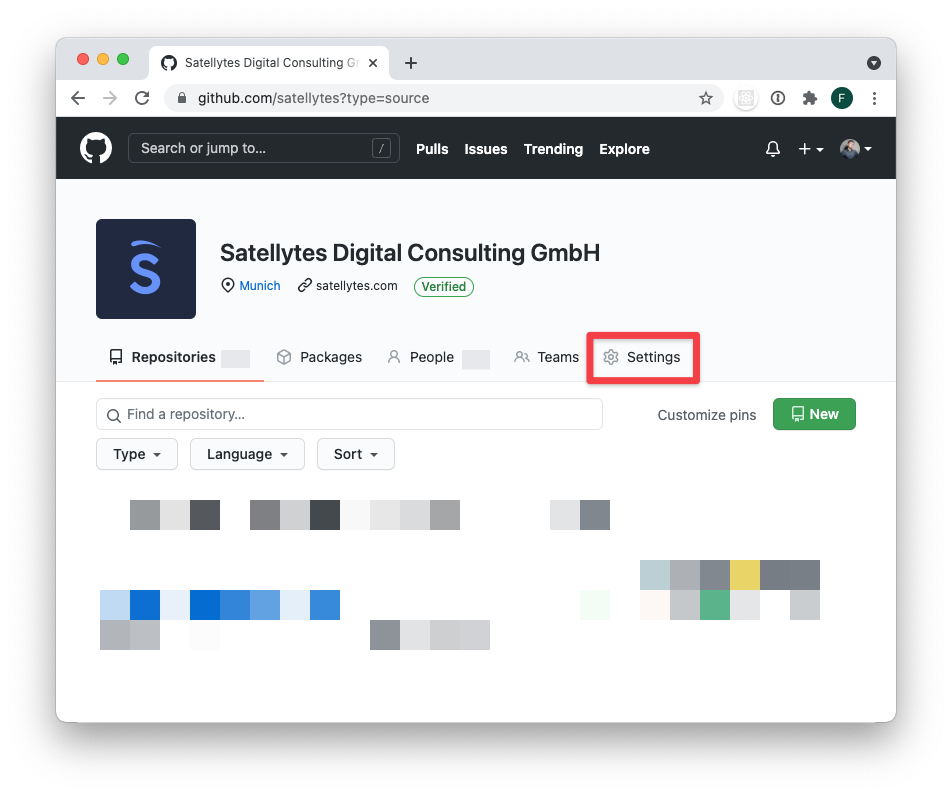 Satellytes Digital Consulting G
github.com/satellytes?type=source
F
Search or jump to... /
Pulls Issues Trending Explore
S
Satellytes Digital Consulting GmbH
Munich satellytes.com Verified
Repositories Packages People Teams Settings
Find a repository... Customize pins New
Type Language Sort